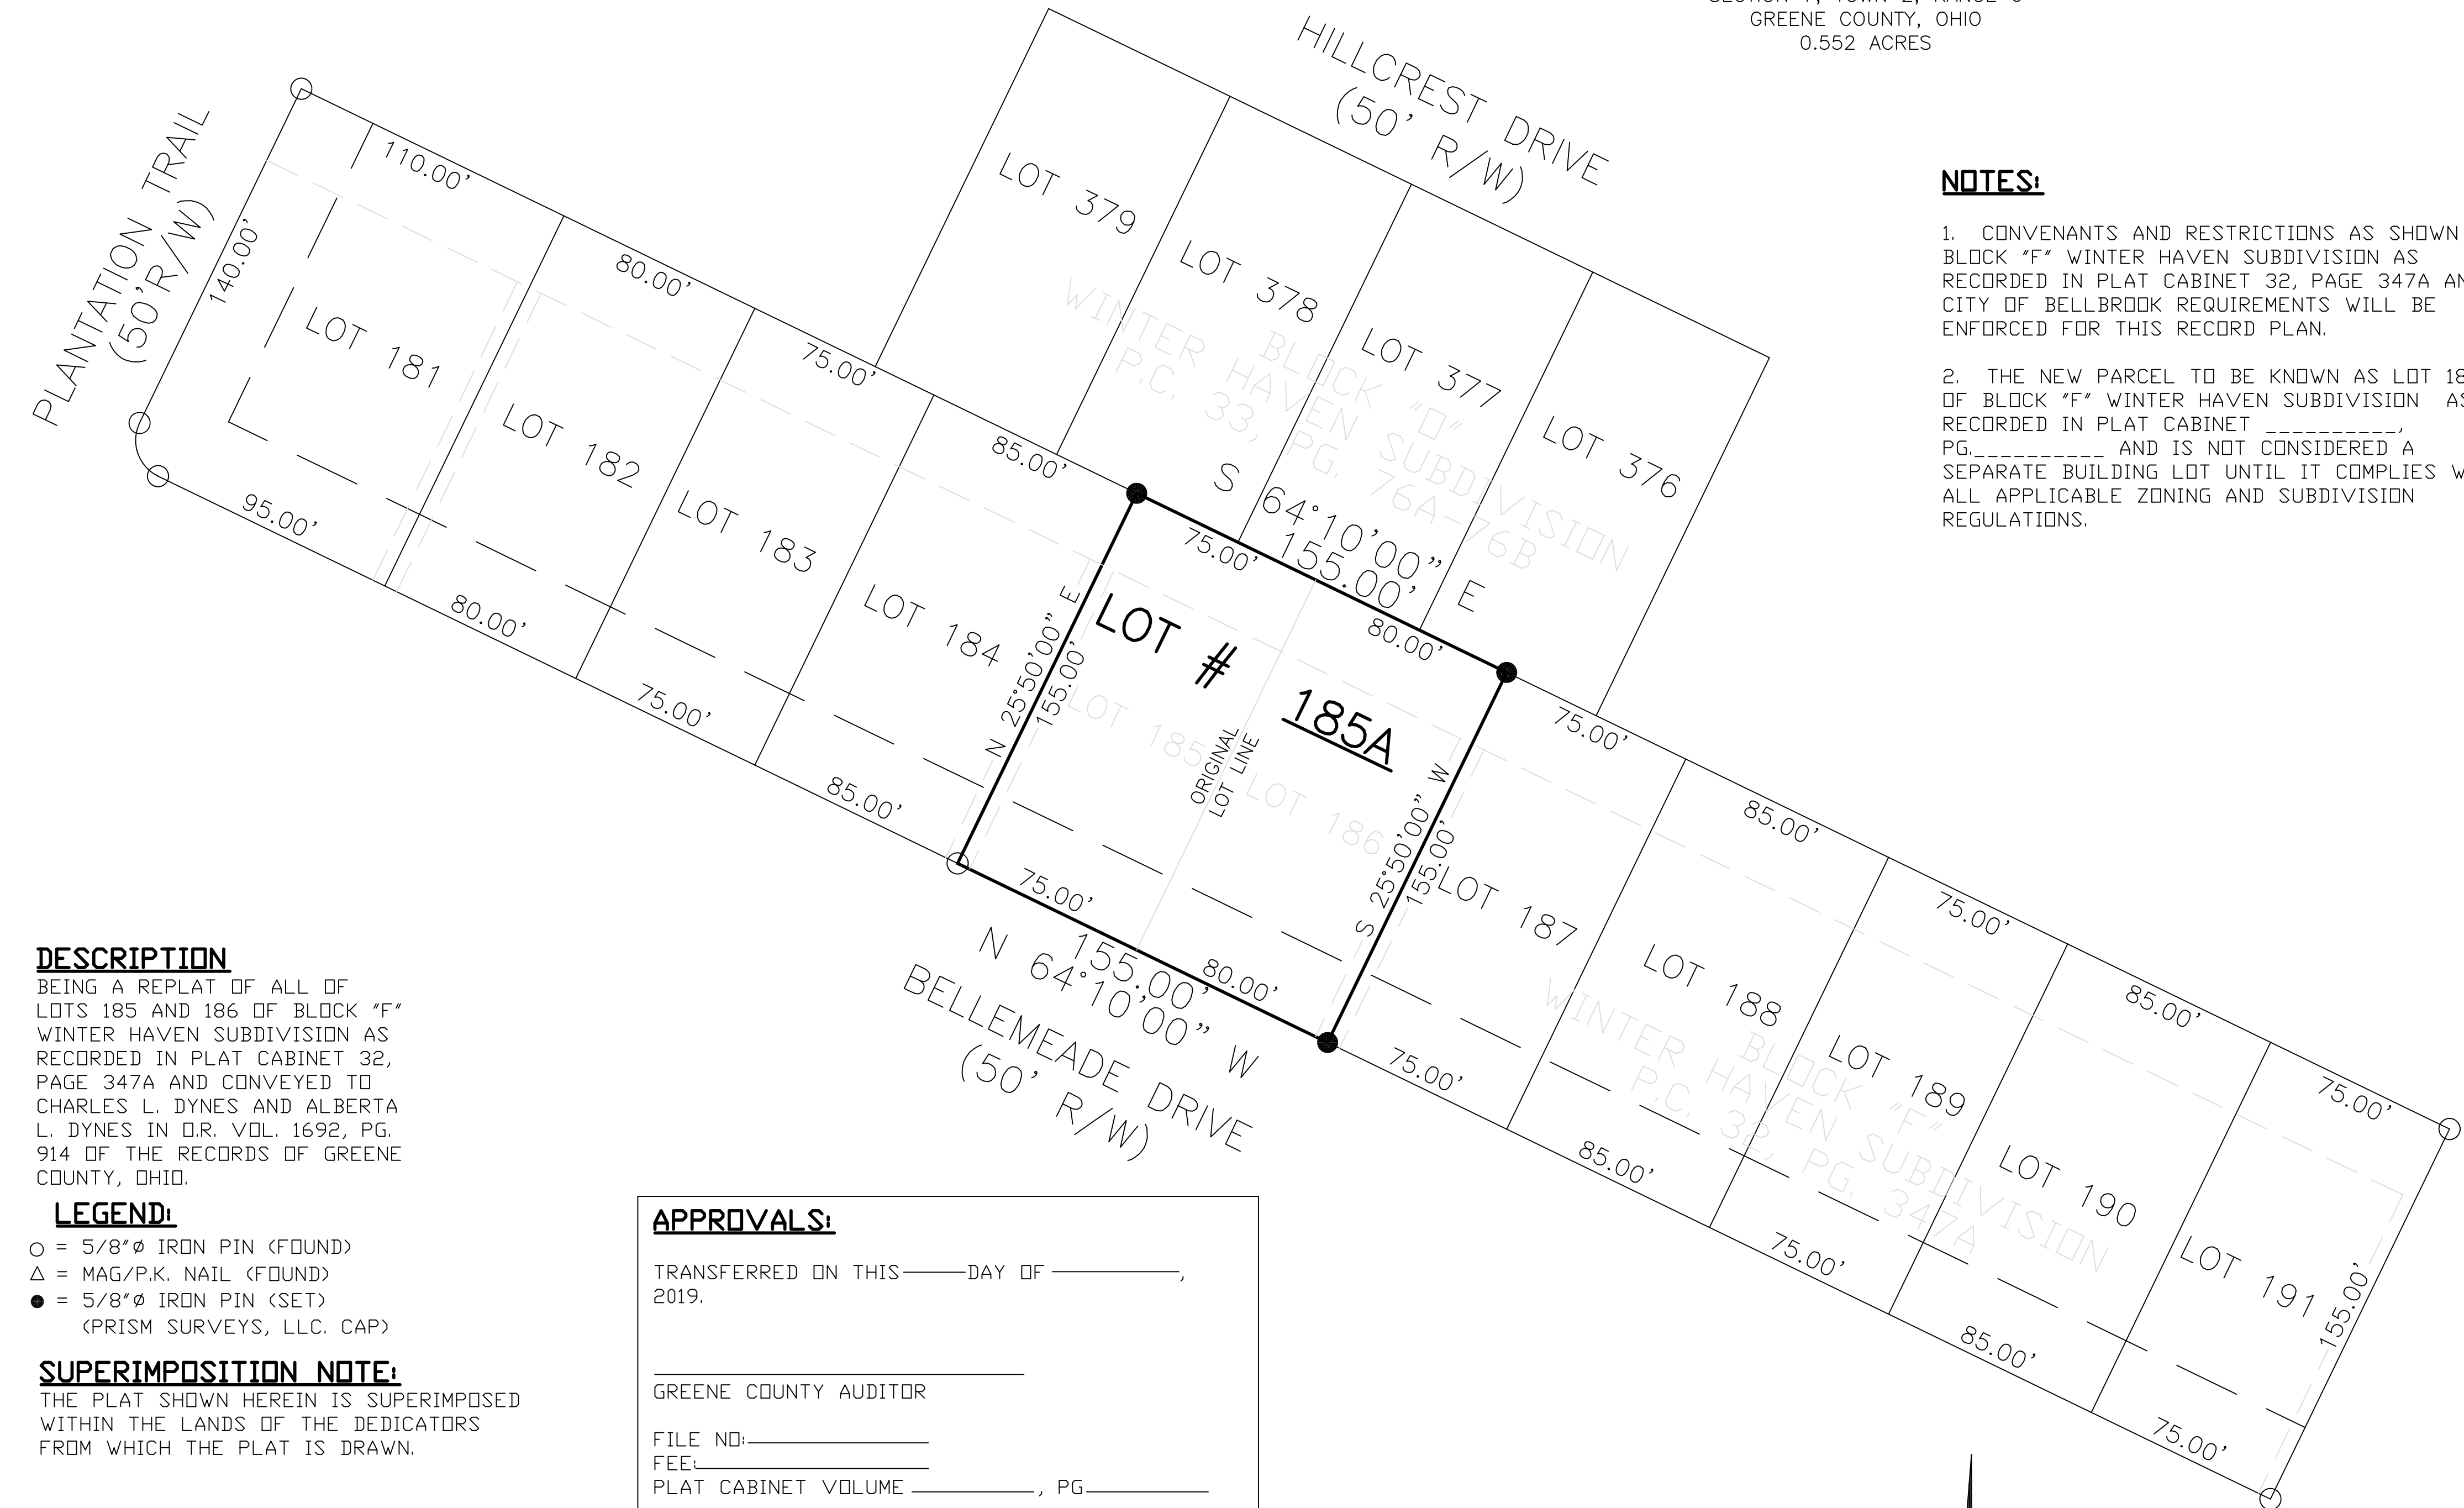 GREENE COUNTY, OHIO
0.552 ACRES
HILLCREST DRIVE
(50' R/W)
PLANTATION TRAIL
(50' R/W)
140.00'
110.00'
80.00'
75.00'
85.00'
LOT 379
LOT 378
LOT 377
LOT 376
BLOCK "O"
WINTER HAVEN SUBDIVISION
P.C. 33, PG. 76A-76B
S 64°10'00" E
155.00'
LOT 181
LOT 182
LOT 183
LOT 184
95.00'
80.00'
75.00'
85.00'
N 25°50'00" E
155.00'
75.00'
80.00'
LOT # 185A
LOT 185
ORIGINAL
LOT LINE
LOT 186
S 25°50'00" W
155.00'
75.00'
80.00'
155.00'
N 64°10'00" W
BELLEMEADE DRIVE
(50' R/W)
75.00'
85.00'
75.00'
85.00'
75.00'
LOT 187
LOT 188
LOT 189
LOT 190
LOT 191
BLOCK "F"
WINTER HAVEN SUBDIVISION
P.C. 32, PG. 347A
155.00'
75.00'
85.00'
75.00'
85.00'
75.00'
NOTES:
1. CONVENANTS AND RESTRICTIONS AS SHOWN
BLOCK "F" WINTER HAVEN SUBDIVISION AS
RECORDED IN PLAT CABINET 32, PAGE 347A
CITY OF BELLBROOK REQUIREMENTS WILL BE
ENFORCED FOR THIS RECORD PLAN.
2. THE NEW PARCEL TO BE KNOWN AS LOT
OF BLOCK "F" WINTER HAVEN SUBDIVISION AS
RECORDED IN PLAT CABINET __________,
PG.__________ AND IS NOT CONSIDERED A
SEPARATE BUILDING LOT UNTIL IT COMPLIES
ALL APPLICABLE ZONING AND SUBDIVISION
REGULATIONS.
DESCRIPTION
BEING A REPLAT OF ALL OF
LOTS 185 AND 186 OF BLOCK "F"
WINTER HAVEN SUBDIVISION AS
RECORDED IN PLAT CABINET 32,
PAGE 347A AND CONVEYED TO
CHARLES L. DYNES AND ALBERTA
L. DYNES IN O.R. VOL. 1692, PG.
914 OF THE RECORDS OF GREENE
COUNTY, OHIO.
LEGEND:
= 5/8"Ø IRON PIN (FOUND)
= MAG/P.K. NAIL (FOUND)
= 5/8"Ø IRON PIN (SET)
(PRISM SURVEYS, LLC. CAP)
SUPERIMPOSITION NOTE:
THE PLAT SHOWN HEREIN IS SUPERIMPOSED
WITHIN THE LANDS OF THE DEDICATORS
FROM WHICH THE PLAT IS DRAWN.
APPROVALS:
TRANSFERRED ON THIS_____DAY OF __________,
2019.
GREENE COUNTY AUDITOR
FILE NO:
FEE:
PLAT CABINET VOLUME __________, PG__________